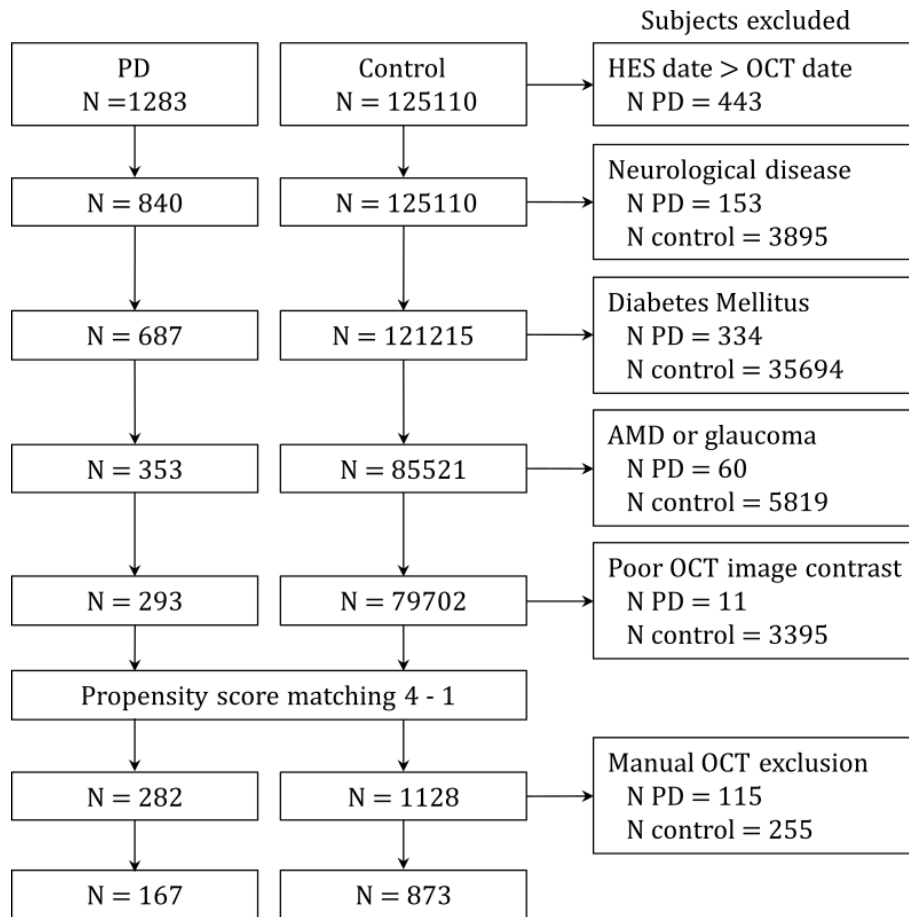 Subjects excluded
PD
N =1283
Control
N = 125110
HES date > OCT date
N PD = 443
N = 840
N = 125110
Neurological disease
N PD = 153
N control = 3895
N = 687
N = 121215
Diabetes Mellitus
N PD = 334
N control = 35694
N = 353
N = 85521
AMD or glaucoma
N PD = 60
N control = 5819
N = 293
N = 79702
Poor OCT image contrast
N PD = 11
N control = 3395
Propensity score matching 4 - 1
N = 282
N = 1128
Manual OCT exclusion
N PD = 115
N control = 255
N = 167
N = 873